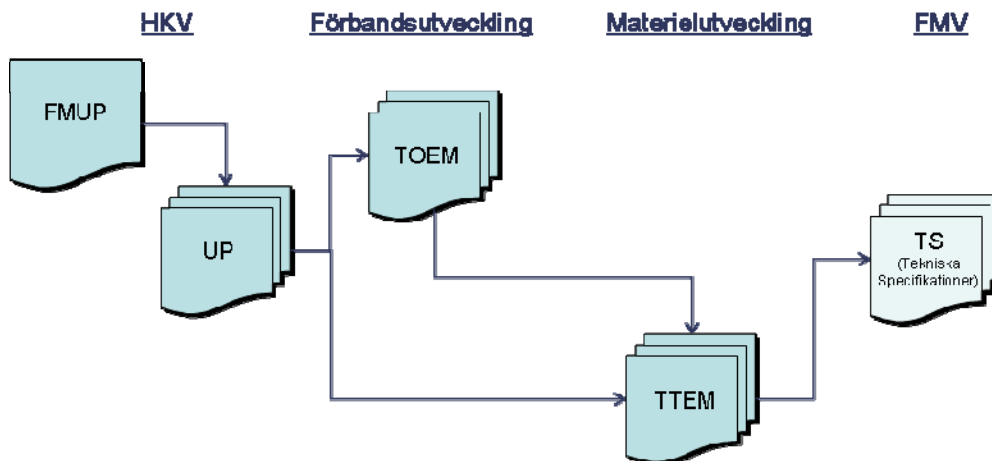 HKV
Förbandsutveckling
Materielutveckling
FMV
FMUP
TOEM
UP
TS
(Tekniska
Specifikationer)
TTEM